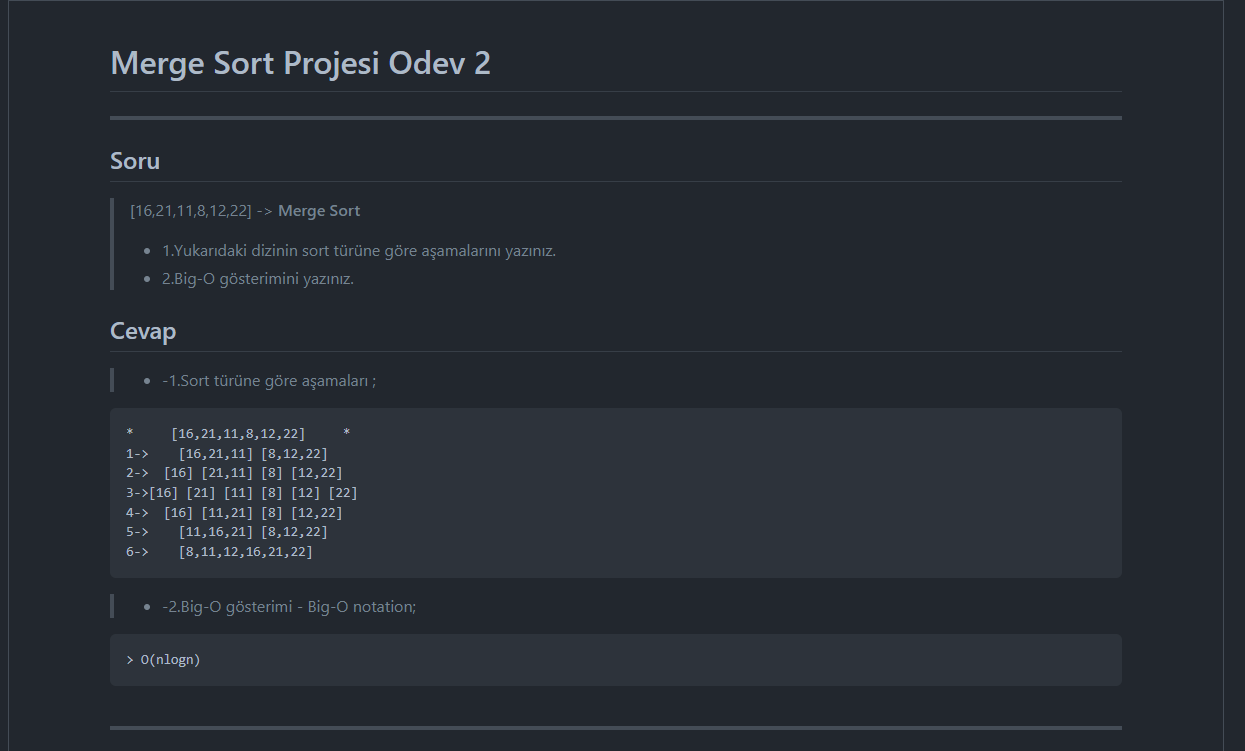 Merge Sort Projesi Odev 2
Soru
[16,21,11,8,12,22] -> Merge Sort
• 1.Yukarıdaki dizinin sort türüne göre aşamalarını yazınız.
• 2.Big-O gösterimini yazınız.
Cevap
• -1.Sort türüne göre aşamaları ;
*     [16,21,11,8,12,22]     *
1->    [16,21,11] [8,12,22]
2->  [16] [21,11] [8] [12,22]
3->[16] [21] [11] [8] [12] [22]
4->  [16] [11,21] [8] [12,22]
5->    [11,16,21] [8,12,22]
6->    [8,11,12,16,21,22]
• -2.Big-O gösterimi - Big-O notation;
> O(nlogn)